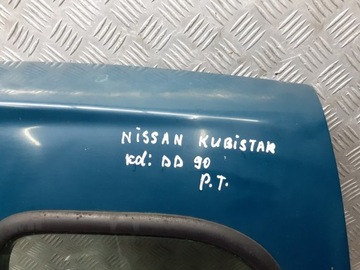 NISSAN KUBISTAR
kol: DD 90
P.T.